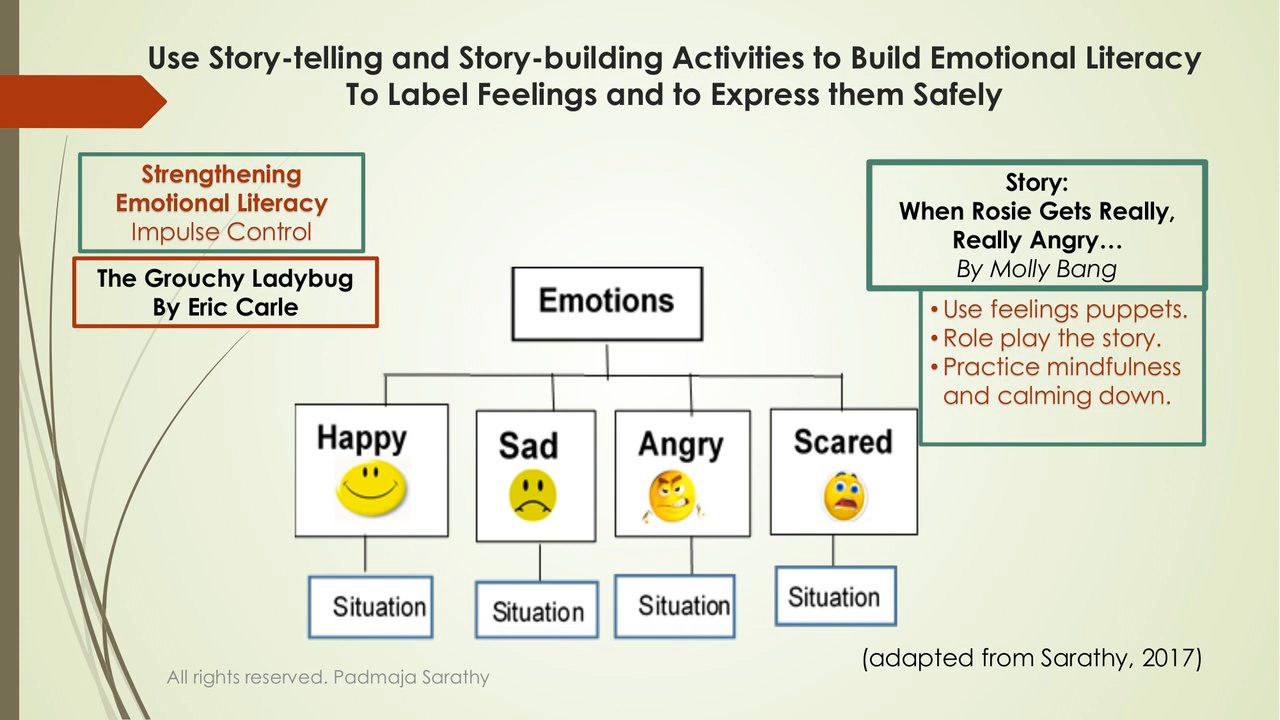 Use Story-telling and Story-building Activities to Build Emotional Literacy
To Label Feelings and to Express them Safely
Strengthening
Emotional Literacy
Impulse Control
The Grouchy Ladybug
By Eric Carle
Story:
When Rosie Gets Really,
Really Angry…
By Molly Bang
• Use feelings puppets.
• Role play the story.
• Practice mindfulness
and calming down.
Emotions
Happy
Sad
Angry
Scared
Situation
Situation
Situation
Situation
(adapted from Sarathy, 2017)
All rights reserved. Padmaja Sarathy